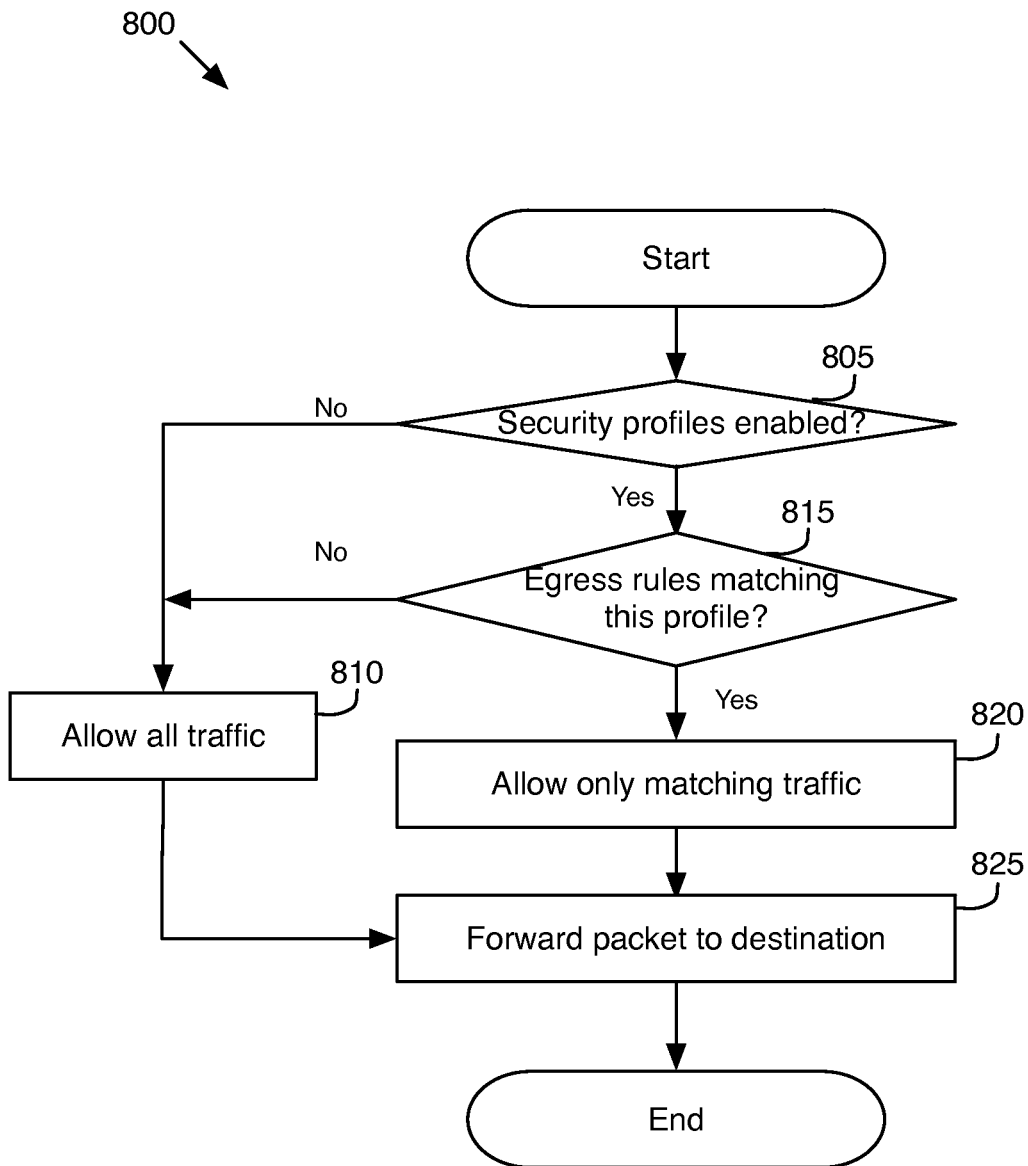 800
Start
805
Security profiles enabled?
No
Yes
815
No
Egress rules matching
this profile?
810
Yes
Allow all traffic
820
Allow only matching traffic
825
Forward packet to destination
End